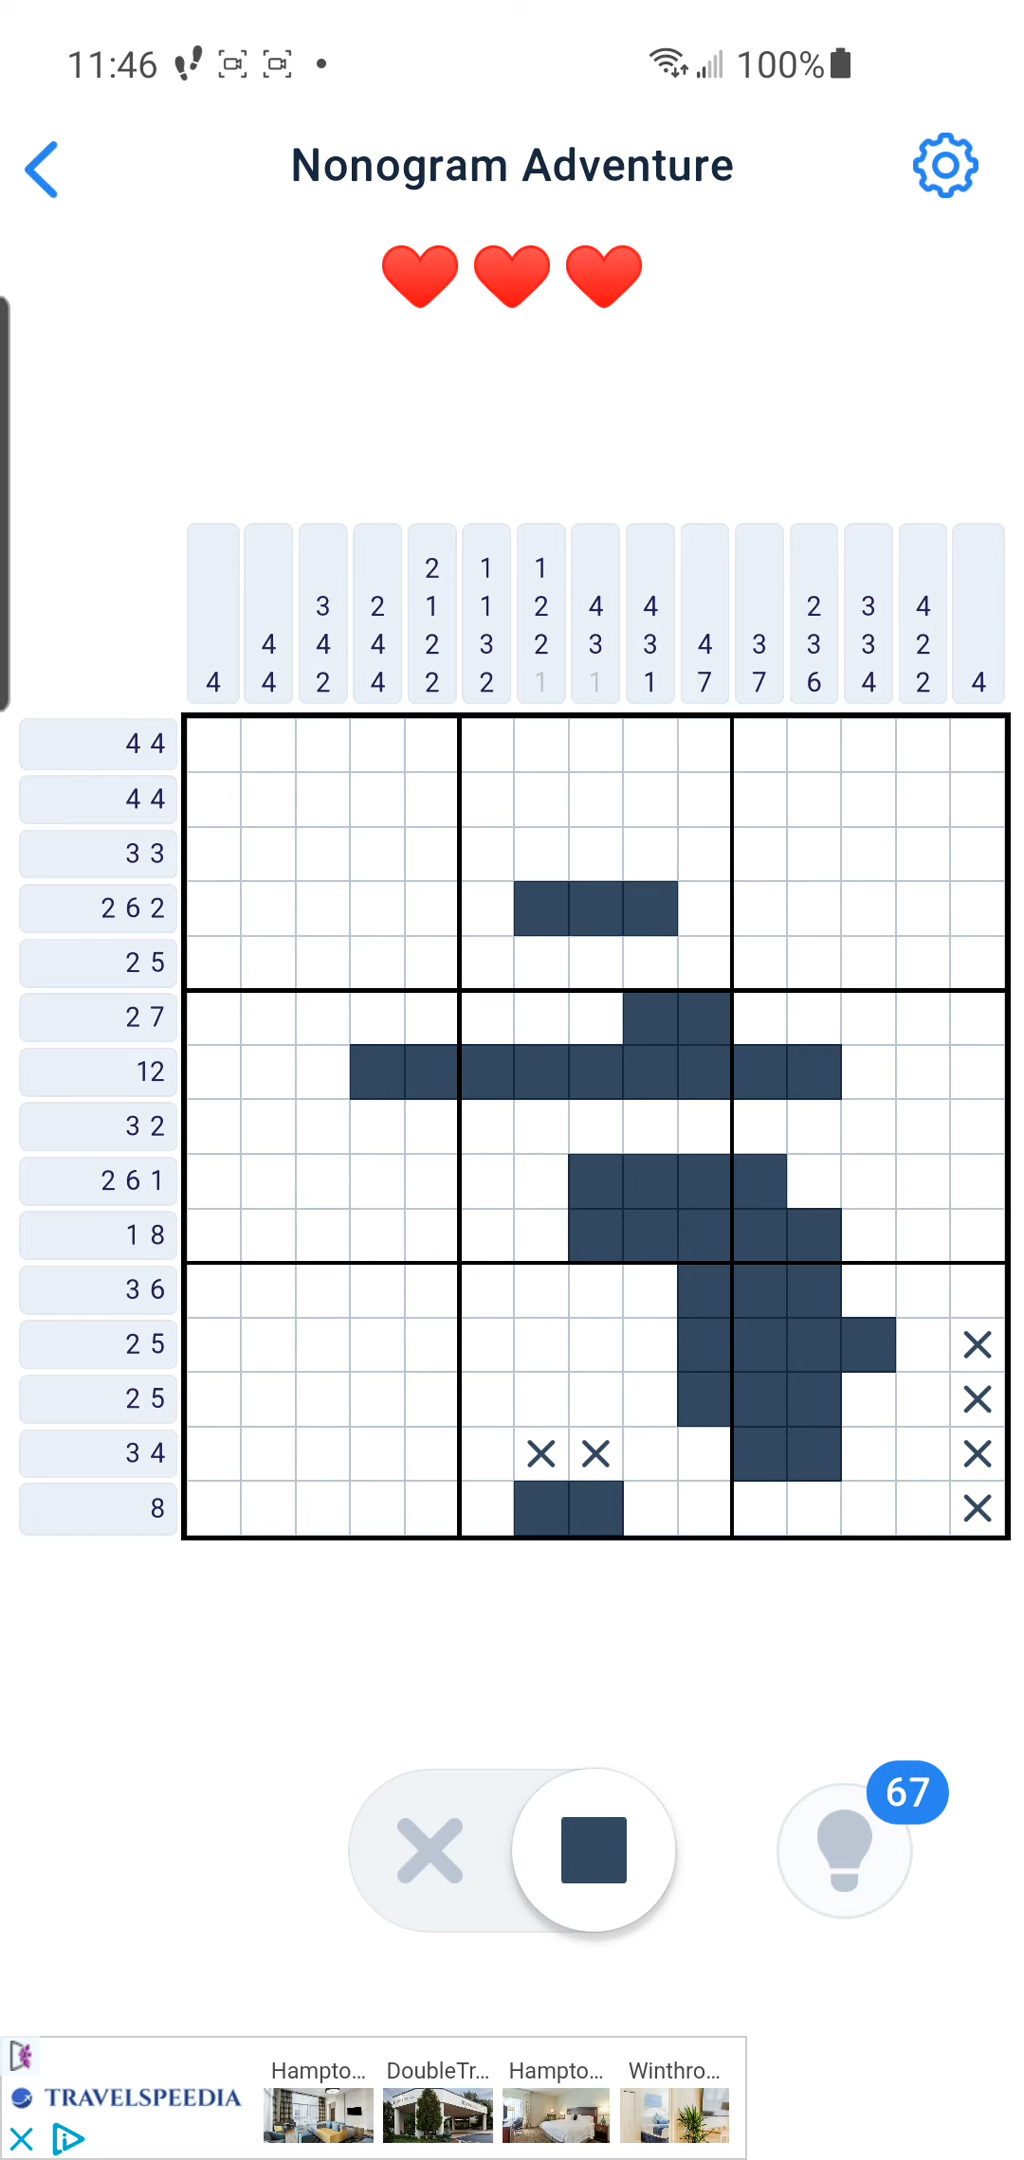 11:46 100%
Nonogram Adventure
2 1 1
3 2 1 1 2 4 4 2 3 4
4 4 4 2 3 2 3 3 4 3 3 3 2
4 4 2 4 2 2 1 1 1 7 7 6 4 2 4
4 4
4 4
3 3
2 6 2
2 5
2 7
12
3 2
2 6 1
1 8
3 6
2 5
2 5
3 4
8
67
Hampto... DoubleTr... Hampto... Winthro...
TRAVELSPEEDIA